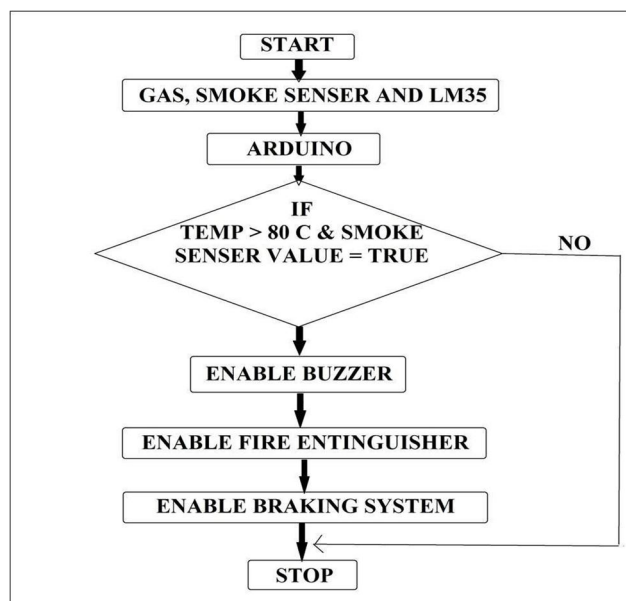 START
GAS, SMOKE SENSER AND LM35
ARDUINO
IF
TEMP > 80 C & SMOKE
SENSER VALUE = TRUE
NO
ENABLE BUZZER
ENABLE FIRE ENTINGUISHER
ENABLE BRAKING SYSTEM
STOP